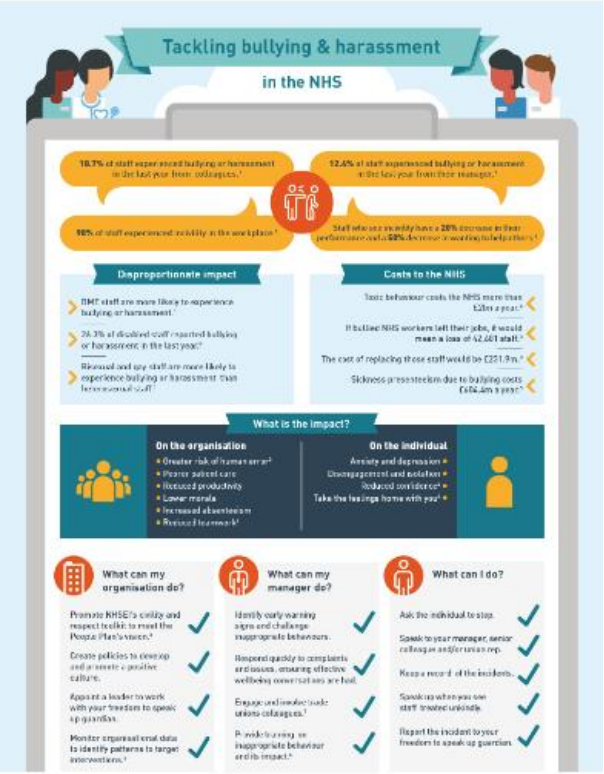 Tackling bullying & harassment
in the NHS
18.7% of staff experienced bullying or harassment
in the last year from colleagues.¹
12.4% of staff experienced bullying or harassment
in the last year from their manager.¹
98% of staff experienced incivility in the workplace
Staff who see incivility have a 20% decrease in their
performance and a 50% decrease in wanting to help others
Disproportionate impact
BME staff are more likely to experience
bullying or harassment.
of disabled staff reported bullying
or harassment in the last year.
Bisexual and gay staff are more likely to
experience bullying or harassment than
heterosexual staff
Costs to the NHS
Toxic behaviour costs the NHS more than
£2bn a year.
If bullied NHS workers left their jobs, it would
mean a loss of staff.
The cost of replacing those staff would be £231.9m.
Sickness presenteeism due to bullying costs
a year
What is the impact?
On the organisation
Greater risk of human error
Poorer patient care
Reduced productivity
Lower morale
Increased absenteeism
Reduced teamwork
On the individual
Anxiety and depression
Disengagement and isolation
Reduced confidence
Take the feelings home with you
What can my
organisation do?
Promote NHSEI's civility and
respect toolkit to meet the
People Plan's vision.
Create policies to develop
and promote a positive
culture.
Appoint a leader to work
with your freedom to speak
up guardian.
Monitor organisational data
to identify patterns to target
interventions.
What can my
manager do?
Identify early warning
signs and challenge
inappropriate behaviours.
Respond quickly to complaints
and issues, ensuring effective
wellbeing conversations are had.
Engage and involve trade
unions colleagues.
Provide training on
inappropriate behaviour
and its impact.
What can I do?
Ask the individual to stop.
Speak to your manager, senior
colleague and/or union rep.
Keep a record of the incidents.
Speak up when you see
staff treated unkindly.
Report the incident to your
freedom to speak up guardian.